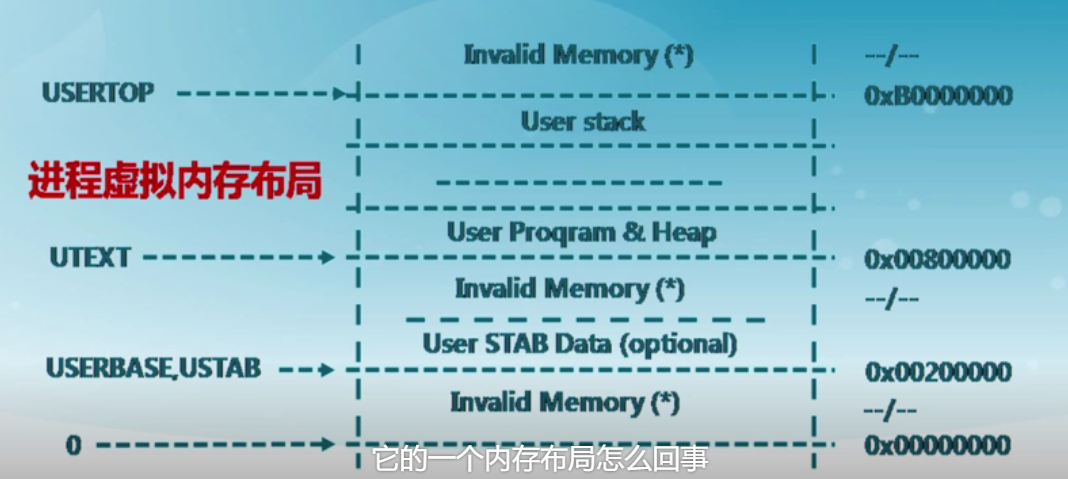 Invalid Memory (*) --/--
USERTOP 0xB0000000
User stack
进程虚拟内存布局
User Program & Heap
UTEXT 0x00800000
Invalid Memory (*) --/--
User STAB Data (optional)
USERBASE,USTAB 0x00200000
Invalid Memory (*) --/--
0 0x00000000
它的一个内存布局怎么回事